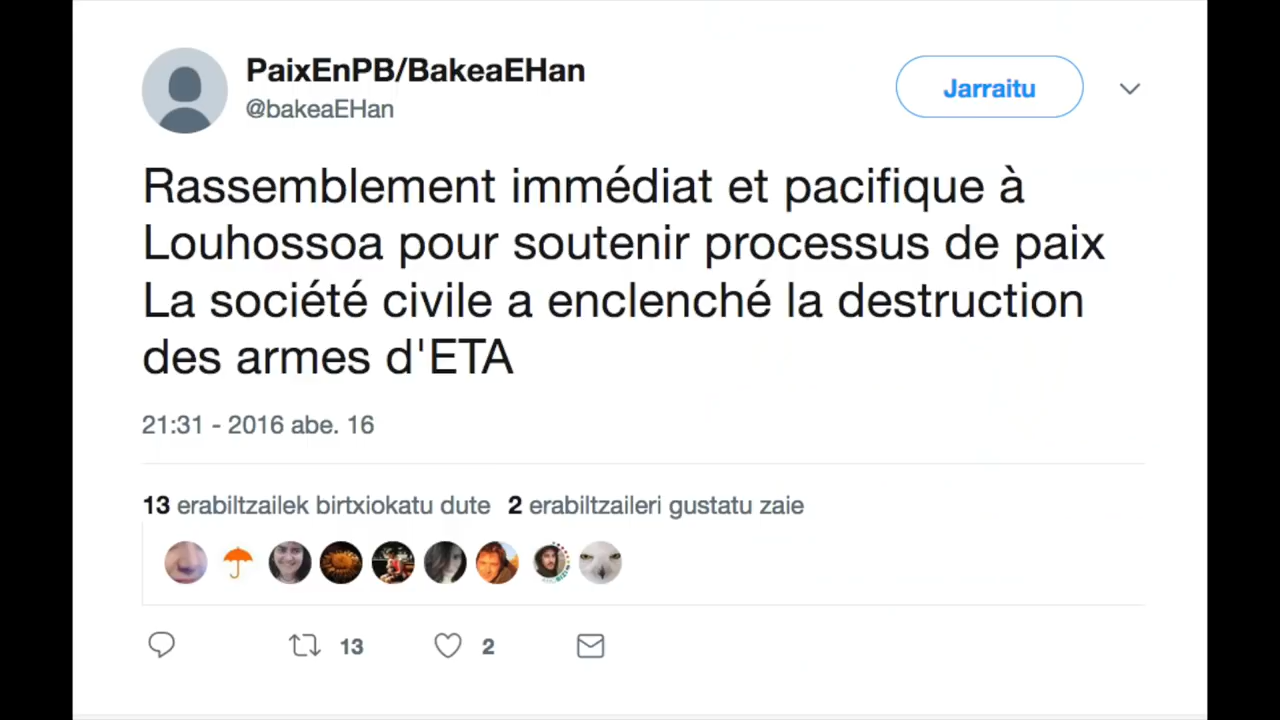 PaixEnPB/BakeaEHan
@bakeaEHan
Jarraitu
Rassemblement immédiat et pacifique à
Louhossoa pour soutenir processus de paix
La société civile a enclenché la destruction
des armes d'ETA
21:31 - 2016 abe. 16
13 erabiltzailek birtxiokatu dute 2 erabiltzaileri gustatu zaie
13 2